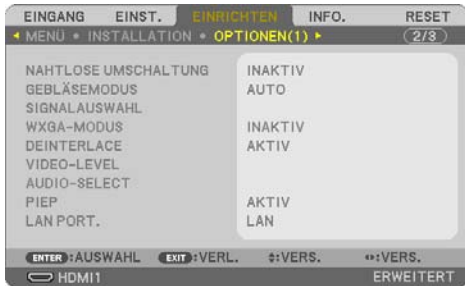 EINGANG EINST. EINRICHTEN INFO. RESET
MENÜ • INSTALLATION • OPTIONEN(1) (2/3)
NAHTLOSE UMSCHALTUNG INAKTIV
GEBLÄSEMODUS AUTO
SIGNALAUSWAHL
WXGA-MODUS INAKTIV
DEINTERLACE AKTIV
VIDEO-LEVEL
AUDIO-SELECT
PIEP AKTIV
LAN PORT. LAN
ENTER :AUSWAHL EXIT :VERL. :VERS. :VERS.
HDMI1 ERWEITERT